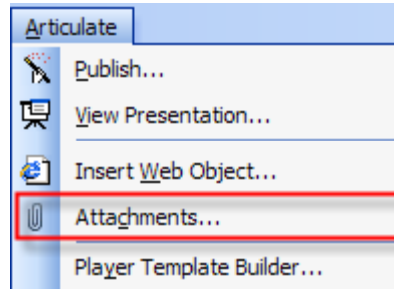 Articulate
Publish...
View Presentation...
Insert Web Object...
Attachments...
Player Template Builder...